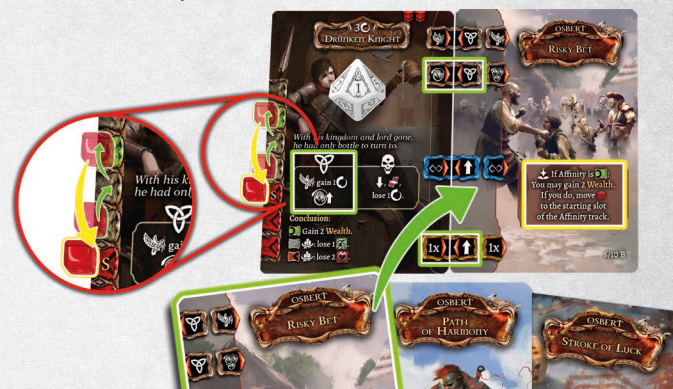 3
DRUNKEN KNIGHT
1
With his kingdom and lord gone,
he had only bottle to turn to.
gain 1
lose 1
Conclusion:
Gain 2 Wealth.
: lose 1
: lose 2
S
OSBERT
RISKY BET
If Affinity is :
You may gain 2 Wealth.
If you do, move
to the starting slot
of the Affinity track.
1x
1x
5/10 B
With his k
he had onl
gai
S
OSBERT
RISKY BET
OSBERT
PATH
OF HARMONY
OSBERT
STROKE OF LUCK